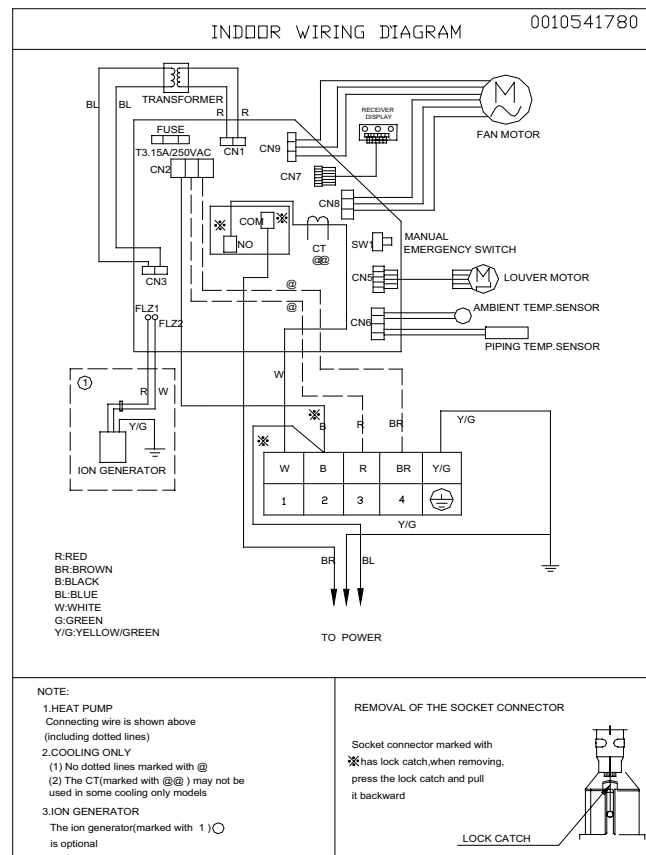 INDOOR WIRING DIAGRAM
0010541780
BL
BL
TRANSFORMER
R
R
FUSE
T3.15A/250VAC
CN2
CN1
CN9
RECEIVER
DISPLAY
M
FAN MOTOR
CN7
CN8
※
COM
※
NO
CT
@@
SW1
MANUAL
EMERGENCY SWITCH
CN3
CN5
M
LOUVER MOTOR
@
@
FLZ1
FLZ2
CN6
AMBIENT TEMP.SENSOR
PIPING TEMP.SENSOR
1
R
W
Y/G
ION GENERATOR
W
※
B
R
BR
Y/G
※
W B R BR Y/G
1 2 3 4
Y/G
BR
BL
TO POWER
R:RED
BR:BROWN
B:BLACK
BL:BLUE
W:WHITE
G:GREEN
Y/G:YELLOW/GREEN
NOTE:
1.HEAT PUMP
Connecting wire is shown above
(including dotted lines)
2.COOLING ONLY
(1) No dotted lines marked with @
(2) The CT(marked with @@ ) may not be
used in some cooling only models
3.ION GENERATOR
The ion generator(marked with 1 )○
is optional
REMOVAL OF THE SOCKET CONNECTOR
Socket connector marked with
※has lock catch,when removing,
press the lock catch and pull
it backward
LOCK CATCH